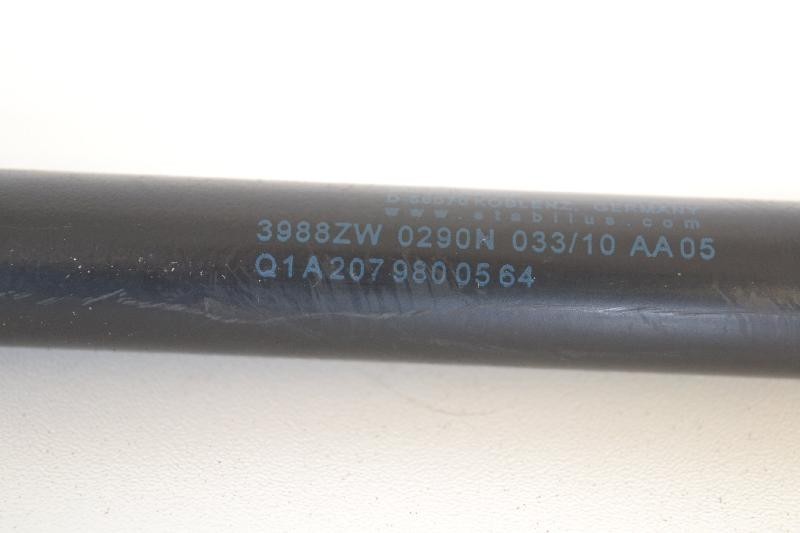 D-56070 KOBLENZ, GERMANY
www.stabilus.com
3988ZW 0290N 033/10 AA05
Q1A2079800564